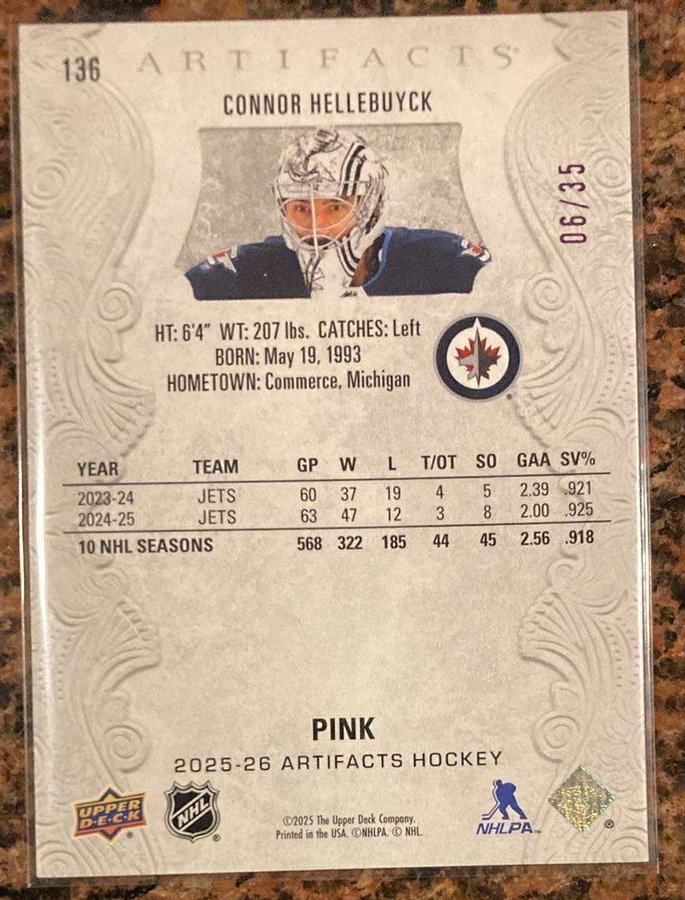 136 ARTIFACTS
CONNOR HELLEBUYCK
06/35
HT: 6'4" WT: 207 lbs. CATCHES: Left
BORN: May 19, 1993
HOMETOWN: Commerce, Michigan
YEAR TEAM GP W L T/OT SO GAA SV%
2023-24 JETS 60 37 19 4 5 2.39 .921
2024-25 JETS 63 47 12 3 8 2.00 .925
10 NHL SEASONS 568 322 185 44 45 2.56 .918
PINK
2025-26 ARTIFACTS HOCKEY
UPPER
DECK
NHL
©2025 The Upper Deck Company.
Printed in the USA. ©NHLPA. © NHL.
NHLPA™
®